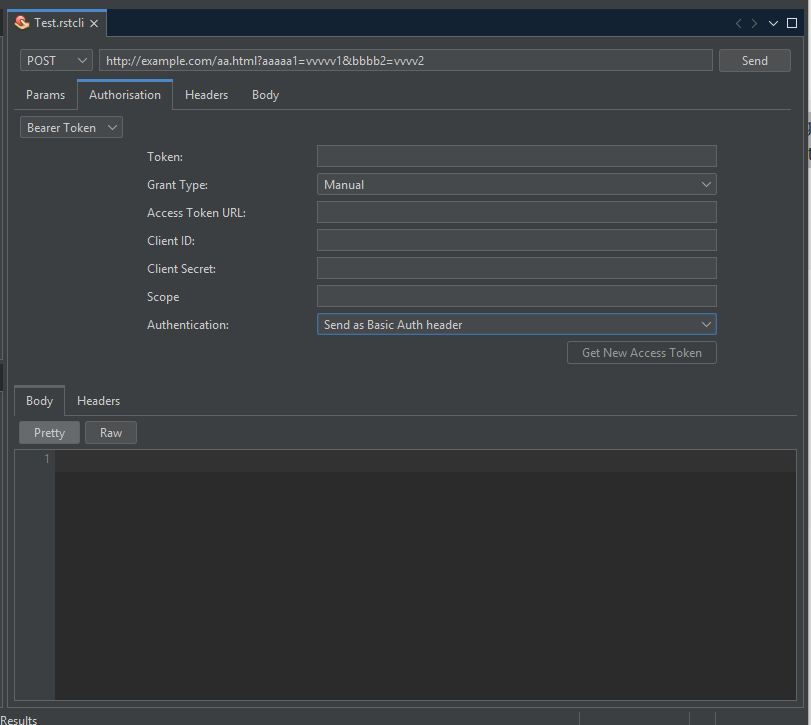 Test.rstcli
POST http://example.com/aa.html?aaaaa1=vvvvv1&bbbb2=vvvv2 Send
Params Authorisation Headers Body
Bearer Token
Token:
Grant Type: Manual
Access Token URL:
Client ID:
Client Secret:
Scope
Authentication: Send as Basic Auth header
Get New Access Token
Body Headers
Pretty Raw
1
Results